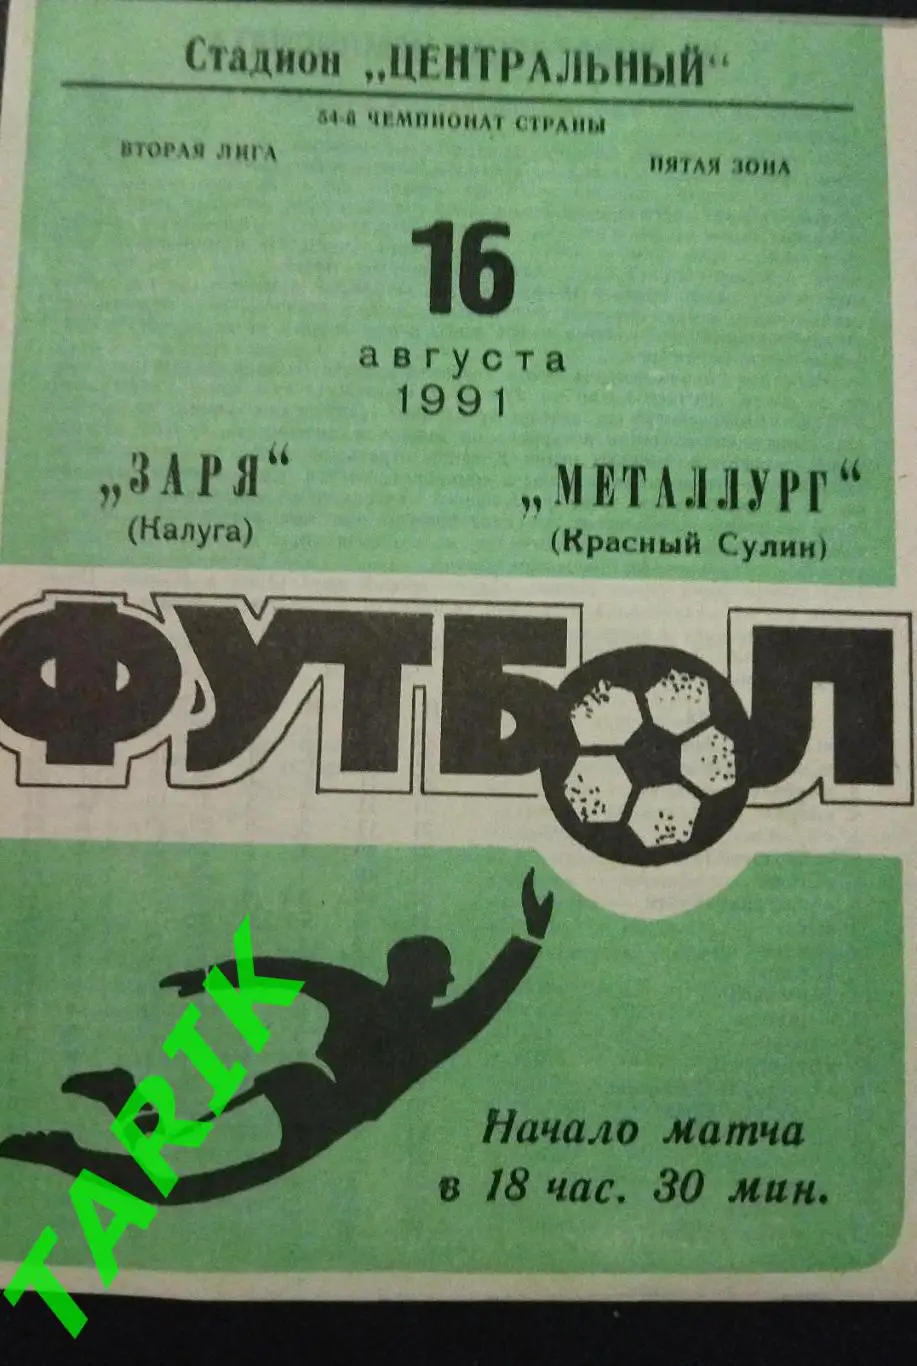 Стадион „ЦЕНТРАЛЬНЫЙ“
54-й ЧЕМПИОНАТ СТРАНЫ
ВТОРАЯ ЛИГА
ПЯТАЯ ЗОНА
16
августа
1991
„ЗАРЯ“
(Калуга)
„МЕТАЛЛУРГ“
(Красный Сулин)
ФУТБОЛ
Начало матча
в 18 час. 30 мин.
TARIK